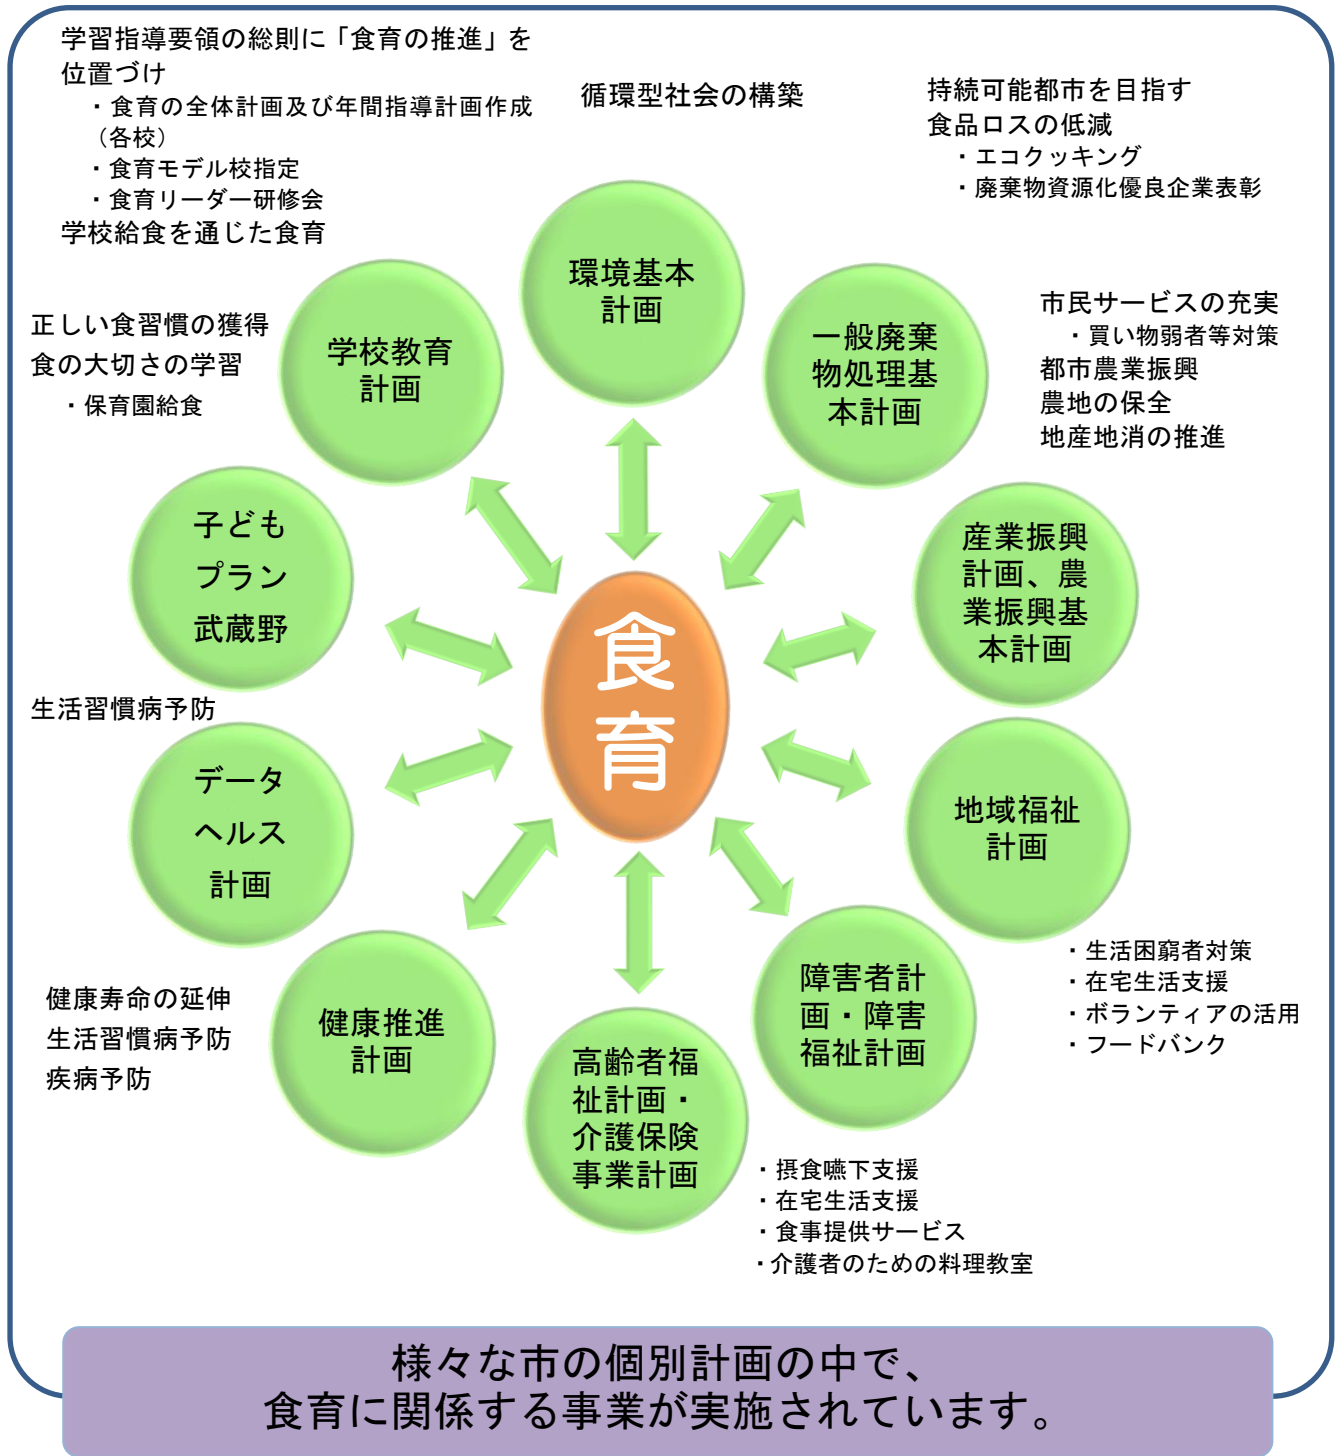 学習指導要領の総則に「食育の推進」を
位置づけ
・食育の全体計画及び年間指導計画作成
（各校）
・食育モデル校指定
・食育リーダー研修会
学校給食を通じた食育
循環型社会の構築
持続可能都市を目指す
食品ロスの低減
・エコクッキング
・廃棄物資源化優良企業表彰
環境基本
計画
学校教育
計画
一般廃棄
物処理基
本計画
正しい食習慣の獲得
食の大切さの学習
・保育園給食
市民サービスの充実
・買い物弱者等対策
都市農業振興
農地の保全
地産地消の推進
子ども
プラン
武蔵野
産業振興
計画、農
業振興基
本計画
食
育
生活習慣病予防
データ
ヘルス
計画
地域福祉
計画
・生活困窮者対策
・在宅生活支援
・ボランティアの活用
・フードバンク
健康寿命の延伸
生活習慣病予防
疾病予防
健康推進
計画
障害者計
画・障害
福祉計画
高齢者福
祉計画・
介護保険
事業計画
・摂食嚥下支援
・在宅生活支援
・食事提供サービス
・介護者のための料理教室
様々な市の個別計画の中で、
食育に関係する事業が実施されています。